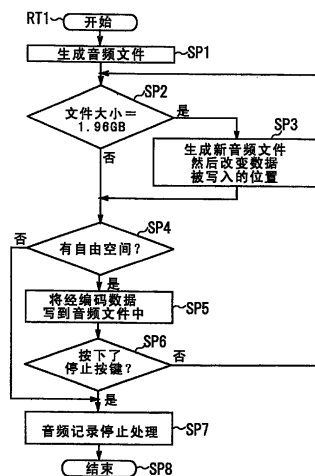 RT1
开始
生成音频文件
SP1
SP2
文件大小=
1.96GB
是
否
SP3
生成新音频文件
然后改变数据
被写入的位置
SP4
否
有自由空间?
是
将经编码数据
写到音频文件中
SP5
SP6
按下了
停止按键?
否
是
音频记录停止处理
SP7
结束
SP8